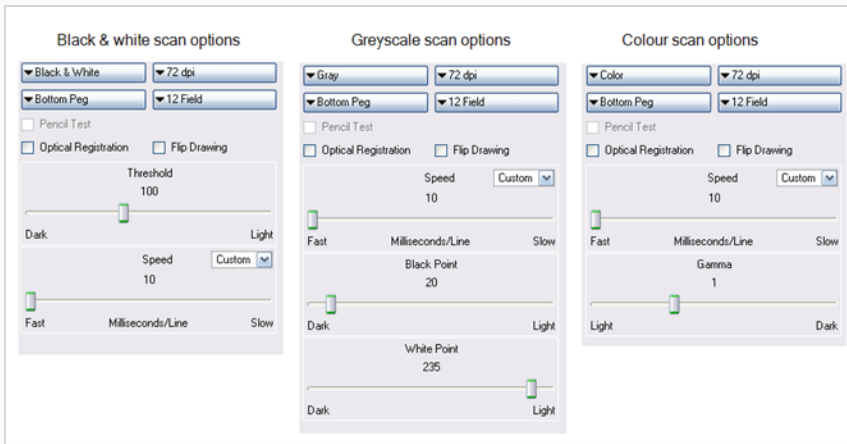 Black & white scan options
Black & White 72 dpi
Bottom Peg 12 Field
Pencil Test
Optical Registration Flip Drawing
Threshold
100
Dark Light
Speed Custom
10
Fast Milliseconds/Line Slow
Greyscale scan options
Gray 72 dpi
Bottom Peg 12 Field
Pencil Test
Optical Registration Flip Drawing
Speed Custom
10
Fast Milliseconds/Line Slow
Black Point
20
Dark Light
White Point
235
Dark Light
Colour scan options
Color 72 dpi
Bottom Peg 12 Field
Pencil Test
Optical Registration Flip Drawing
Speed Custom
10
Fast Milliseconds/Line Slow
Gamma
1
Light Dark